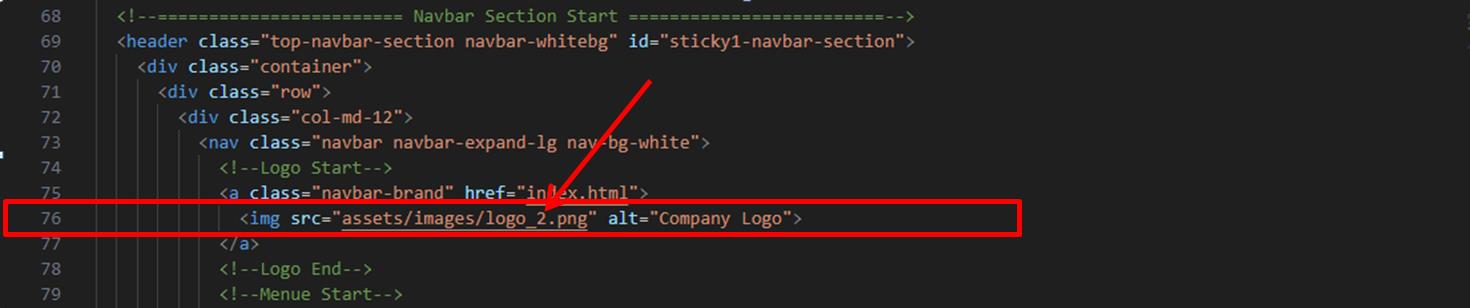 68 <!--======================== Navbar Section Start =========================-->
69 <header class="top-navbar-section navbar-whitebg" id="sticky1-navbar-section">
70 <div class="container">
71 <div class="row">
72 <div class="col-md-12">
73 <nav class="navbar navbar-expand-lg nav-bg-white">
74 <!--Logo Start-->
75 <a class="navbar-brand" href="index.html">
76 <img src="assets/images/logo_2.png" alt="Company Logo">
77 </a>
78 <!--Logo End-->
79 <!--Menue Start-->